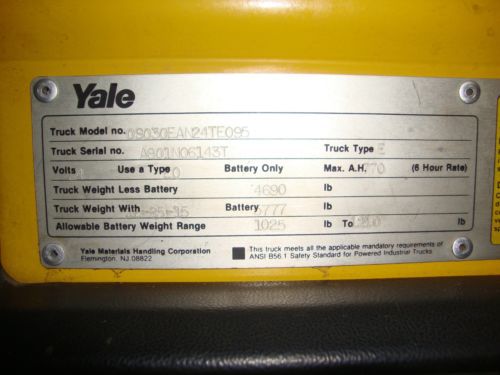 Yale
Truck Model no. OS030EAN24TE095
Truck Serial no. A801N06143T Truck Type E
Volts Use a Type Battery Only Max. A.H. 770 (6 Hour Rate)
Truck Weight Less Battery 4690 lb
Truck Weight With Battery lb
Allowable Battery Weight Range 1025 lb To lb
Yale Materials Handling Corporation
Flemington, NJ 08822
This truck meets all the applicable mandatory requirements of
ANSI B56.1 Safety Standard for Powered Industrial Trucks.